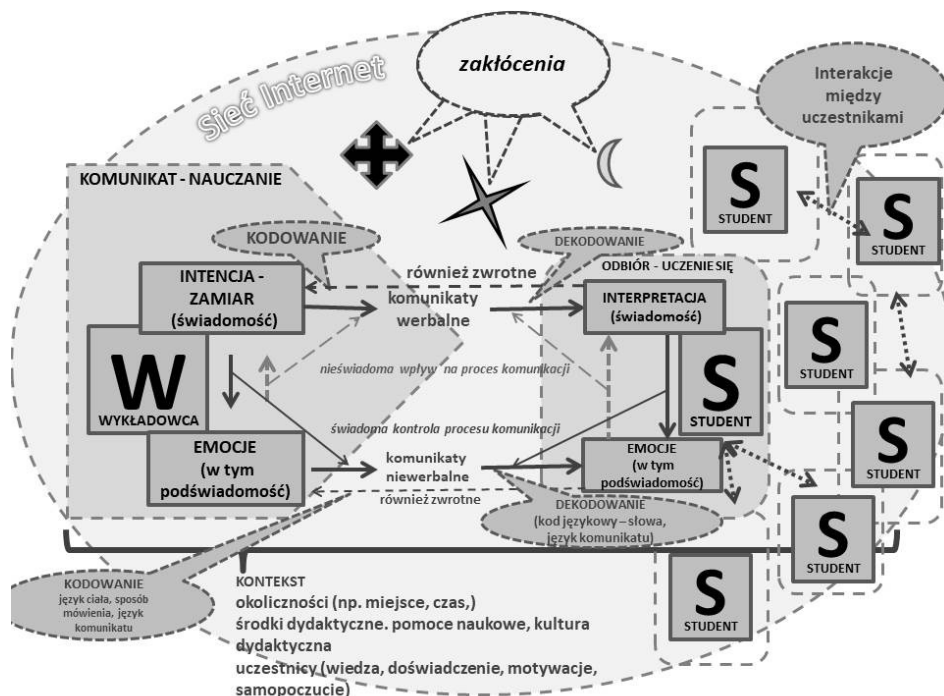 Sieć Internet
zakłócenia
Interakcje
między
uczestnikami
KOMUNIKAT - NAUCZANIE
S
STUDENT
S
STUDENT
KODOWANIE
DEKODOWANIE
ODBIÓR - UCZENIE SIĘ
również zwrotne
INTENCJA -
ZAMIAR
(świadomość)
komunikaty
werbalne
INTERPRETACJA
(świadomość)
S
STUDENT
W
WYKŁADOWCA
nieświadoma wpływ na proces komunikacji
S
STUDENT
świadoma kontrola procesu komunikacji
S
STUDENT
EMOCJE
(w tym
podświadomość)
komunikaty
niewerbalne
EMOCJE
(w tym
podświadomość)
również zwrotne
DEKODOWANIE
(kod językowy – słowa,
język komunikatu)
S
STUDENT
S
STUDENT
KODOWANIE
język ciała, sposób
mówienia, język
komunikatu
KONTEKST
okoliczności (np. miejsce, czas,)
środki dydaktyczne. pomoce naukowe, kultura
dydaktyczna
uczestnicy (wiedza, doświadczenie, motywacje,
samopoczucie)